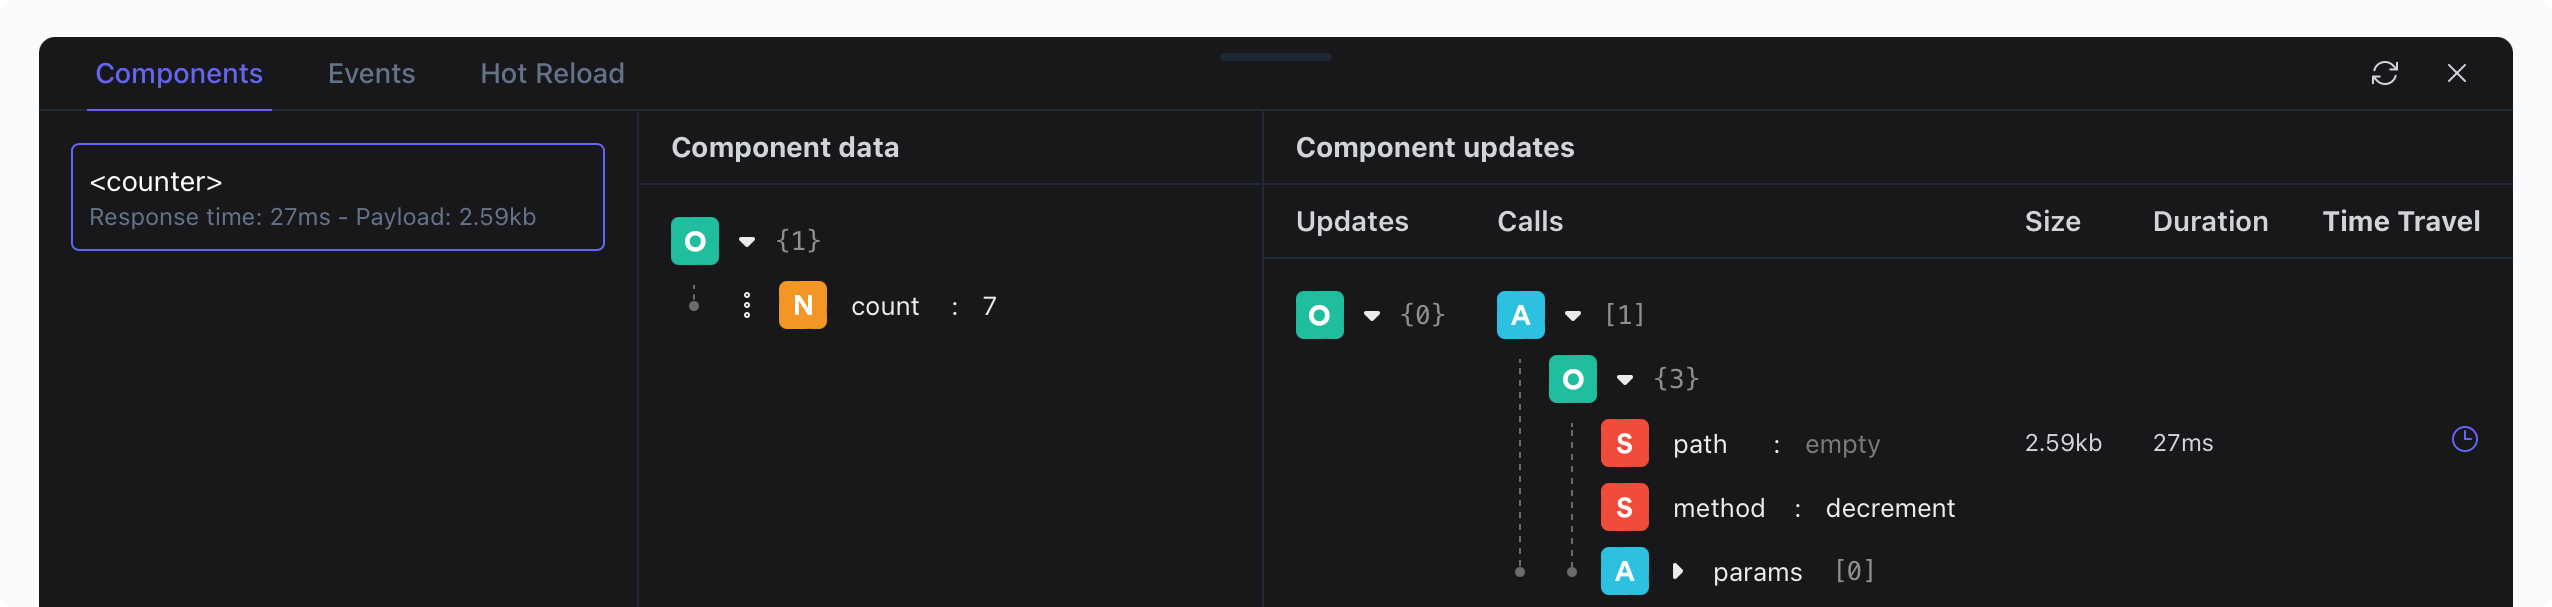 Components Events Hot Reload
<counter>
Response time: 27ms - Payload: 2.59kb
Component data
O {1}
N count : 7
Component updates
Updates Calls Size Duration Time Travel
O {0} A [1]
O {3}
S path : empty 2.59kb 27ms
S method : decrement
A params [0]